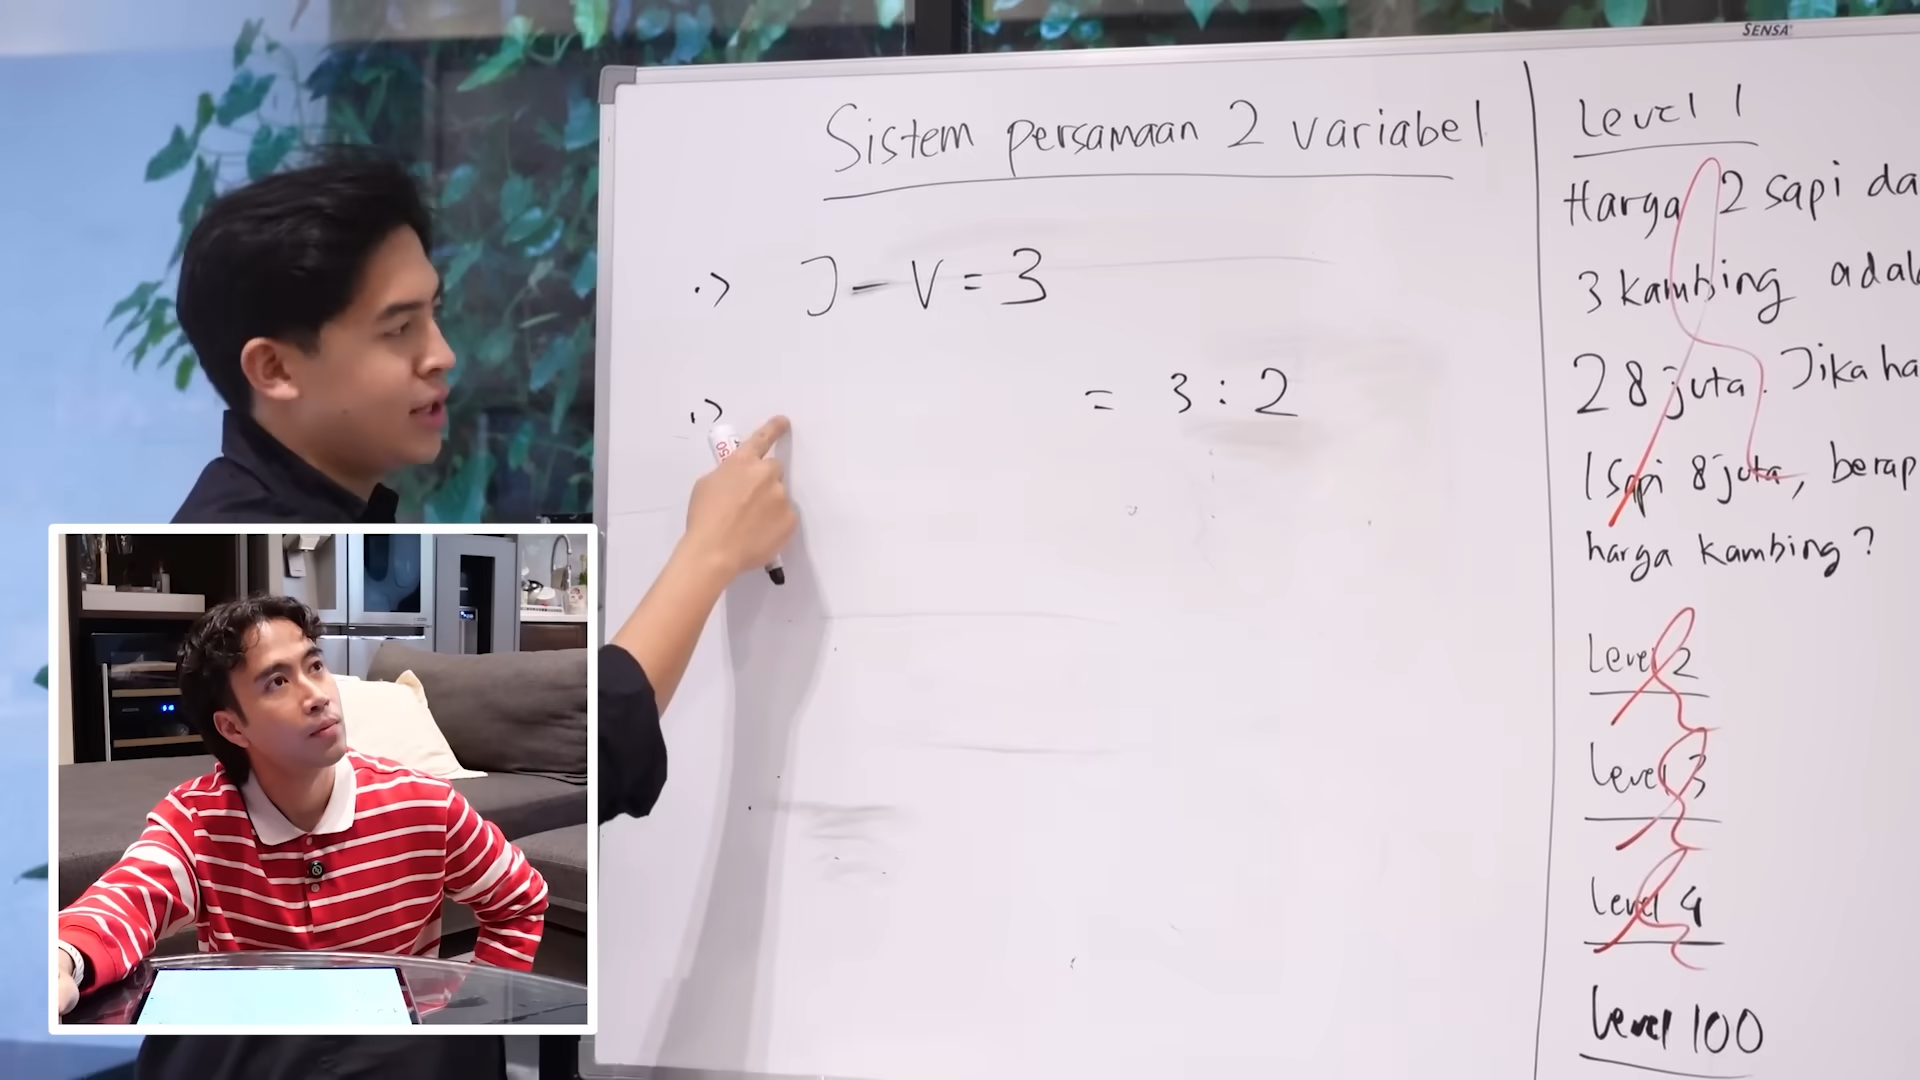 SENSA
Sistem persamaan 2 variabel
.) J - V = 3
.) = 3 : 2
Level 1
Harga 2 sapi da
3 kambing adal
28 juta. Jika ha
1 Sapi 8 juta, berap
harga kambing?
Level 2
Level 3
Level 4
Level 100